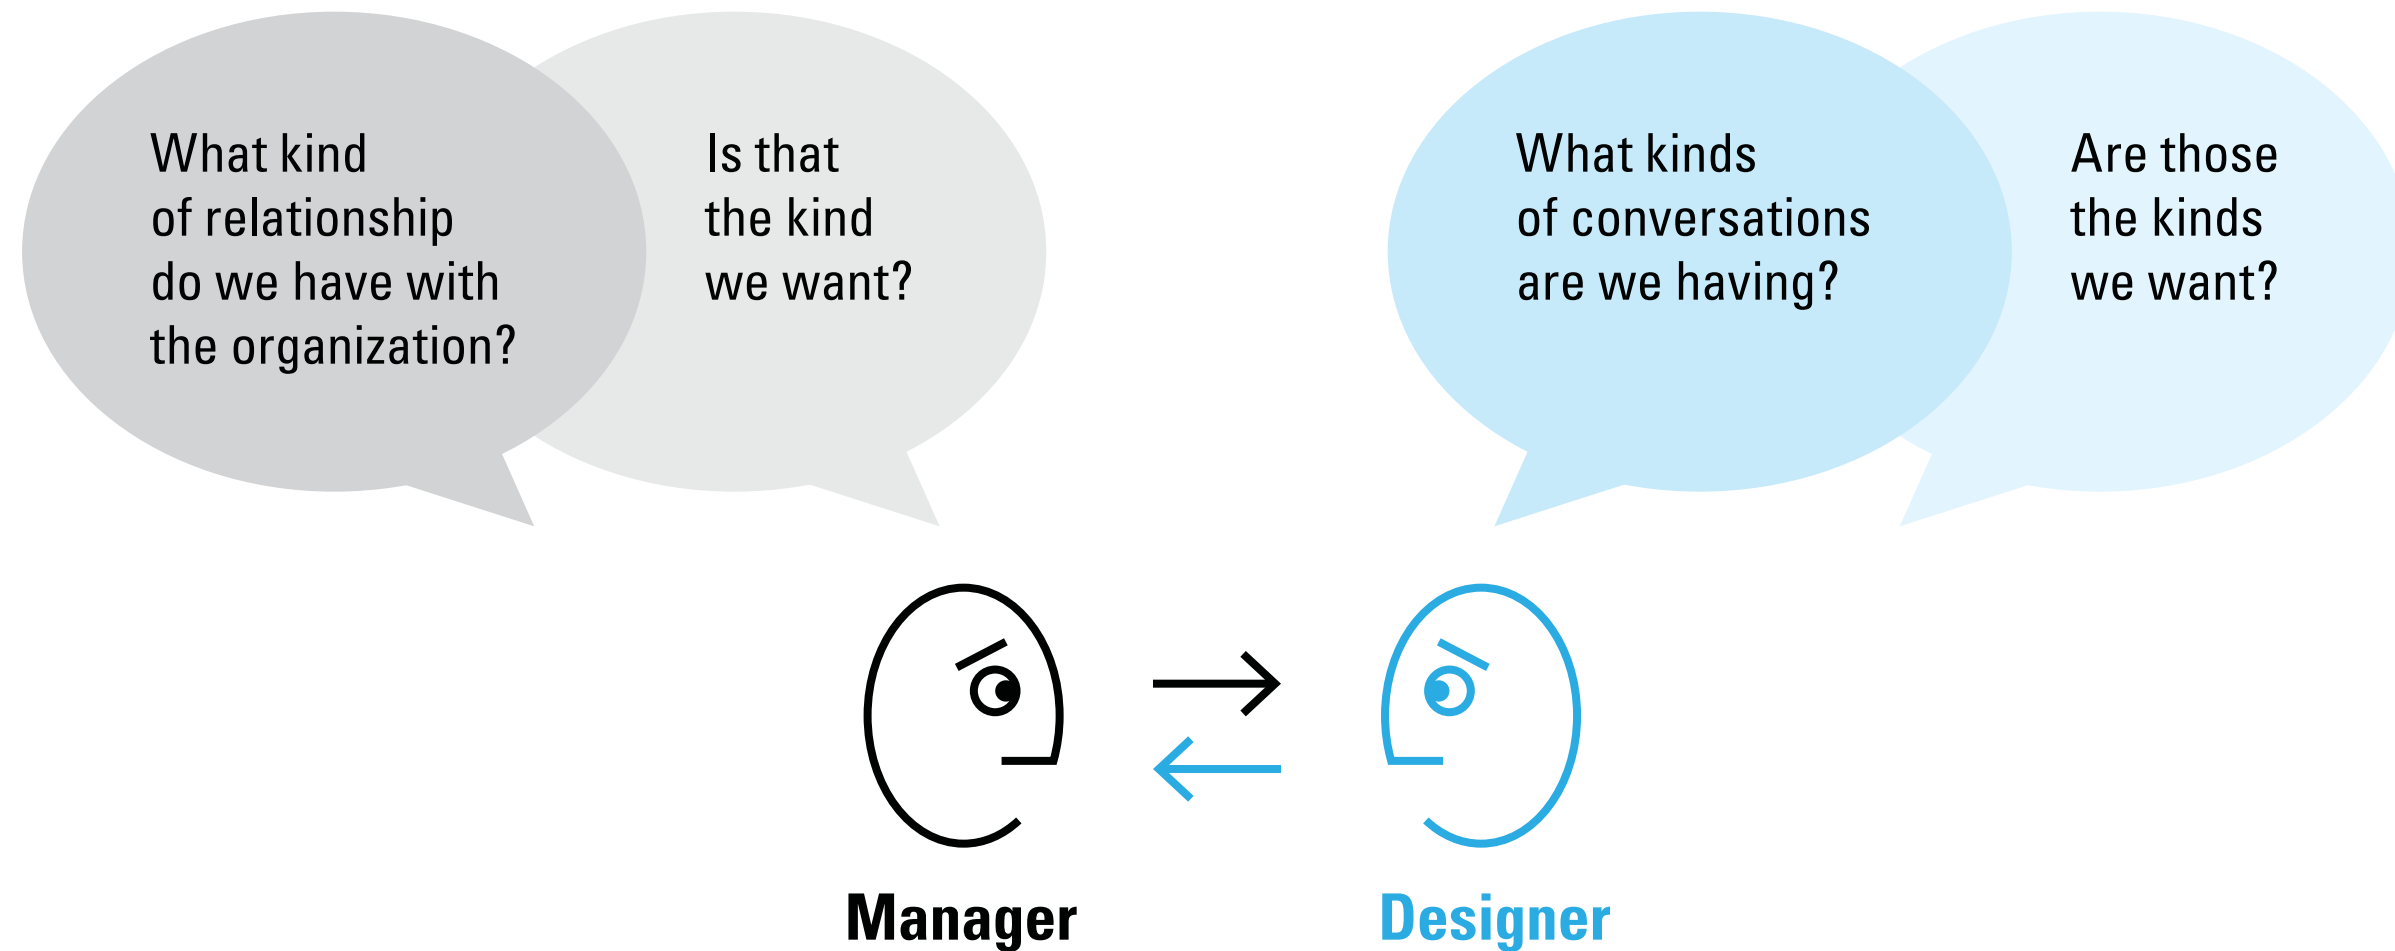 What kind
of relationship
do we have with
the organization?
Is that
the kind
we want?
What kinds
of conversations
are we having?
Are those
the kinds
we want?
Manager
Designer